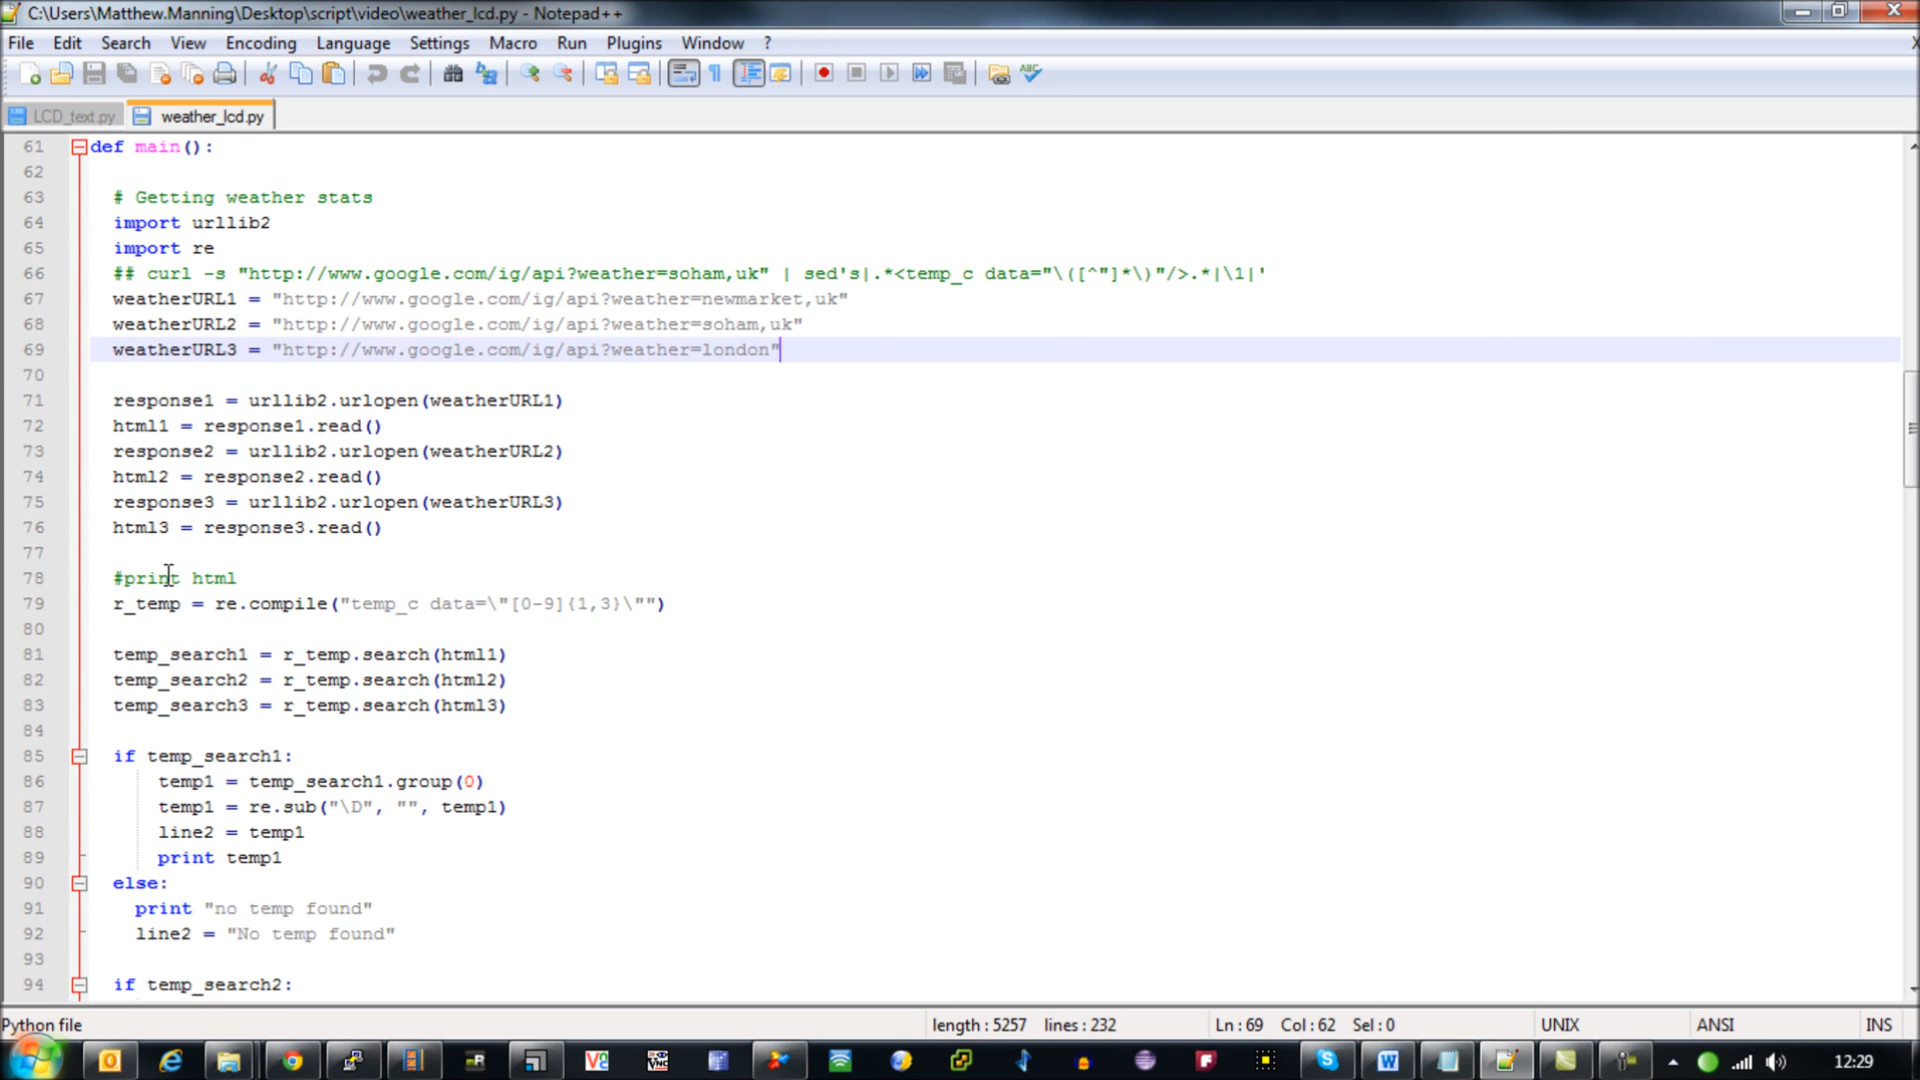 C:\Users\Matthew.Manning\Desktop\script\video\weather_lcd.py - Notepad++
File Edit Search View Encoding Language Settings Macro Run Plugins Window ?
LCD_text.py weather_lcd.py
61 def main():
62
63 # Getting weather stats
64 import urllib2
65 import re
66 ## curl -s "http://www.google.com/ig/api?weather=soham,uk" | sed's|.*<temp_c data="\([^"]*\)"/>.*|\1|'
67 weatherURL1 = "http://www.google.com/ig/api?weather=newmarket,uk"
68 weatherURL2 = "http://www.google.com/ig/api?weather=soham,uk"
69 weatherURL3 = "http://www.google.com/ig/api?weather=london"
70
71 response1 = urllib2.urlopen(weatherURL1)
72 html1 = response1.read()
73 response2 = urllib2.urlopen(weatherURL2)
74 html2 = response2.read()
75 response3 = urllib2.urlopen(weatherURL3)
76 html3 = response3.read()
77
78 #print html
79 r_temp = re.compile("temp_c data=\"[0-9]{1,3}\"")
80
81 temp_search1 = r_temp.search(html1)
82 temp_search2 = r_temp.search(html2)
83 temp_search3 = r_temp.search(html3)
84
85 if temp_search1:
86 temp1 = temp_search1.group(0)
87 temp1 = re.sub("\D", "", temp1)
88 line2 = temp1
89 print temp1
90 else:
91 print "no temp found"
92 line2 = "No temp found"
93
94 if temp_search2:
Python file length : 5257 lines : 232 Ln : 69 Col : 62 Sel : 0 UNIX ANSI INS
12:29